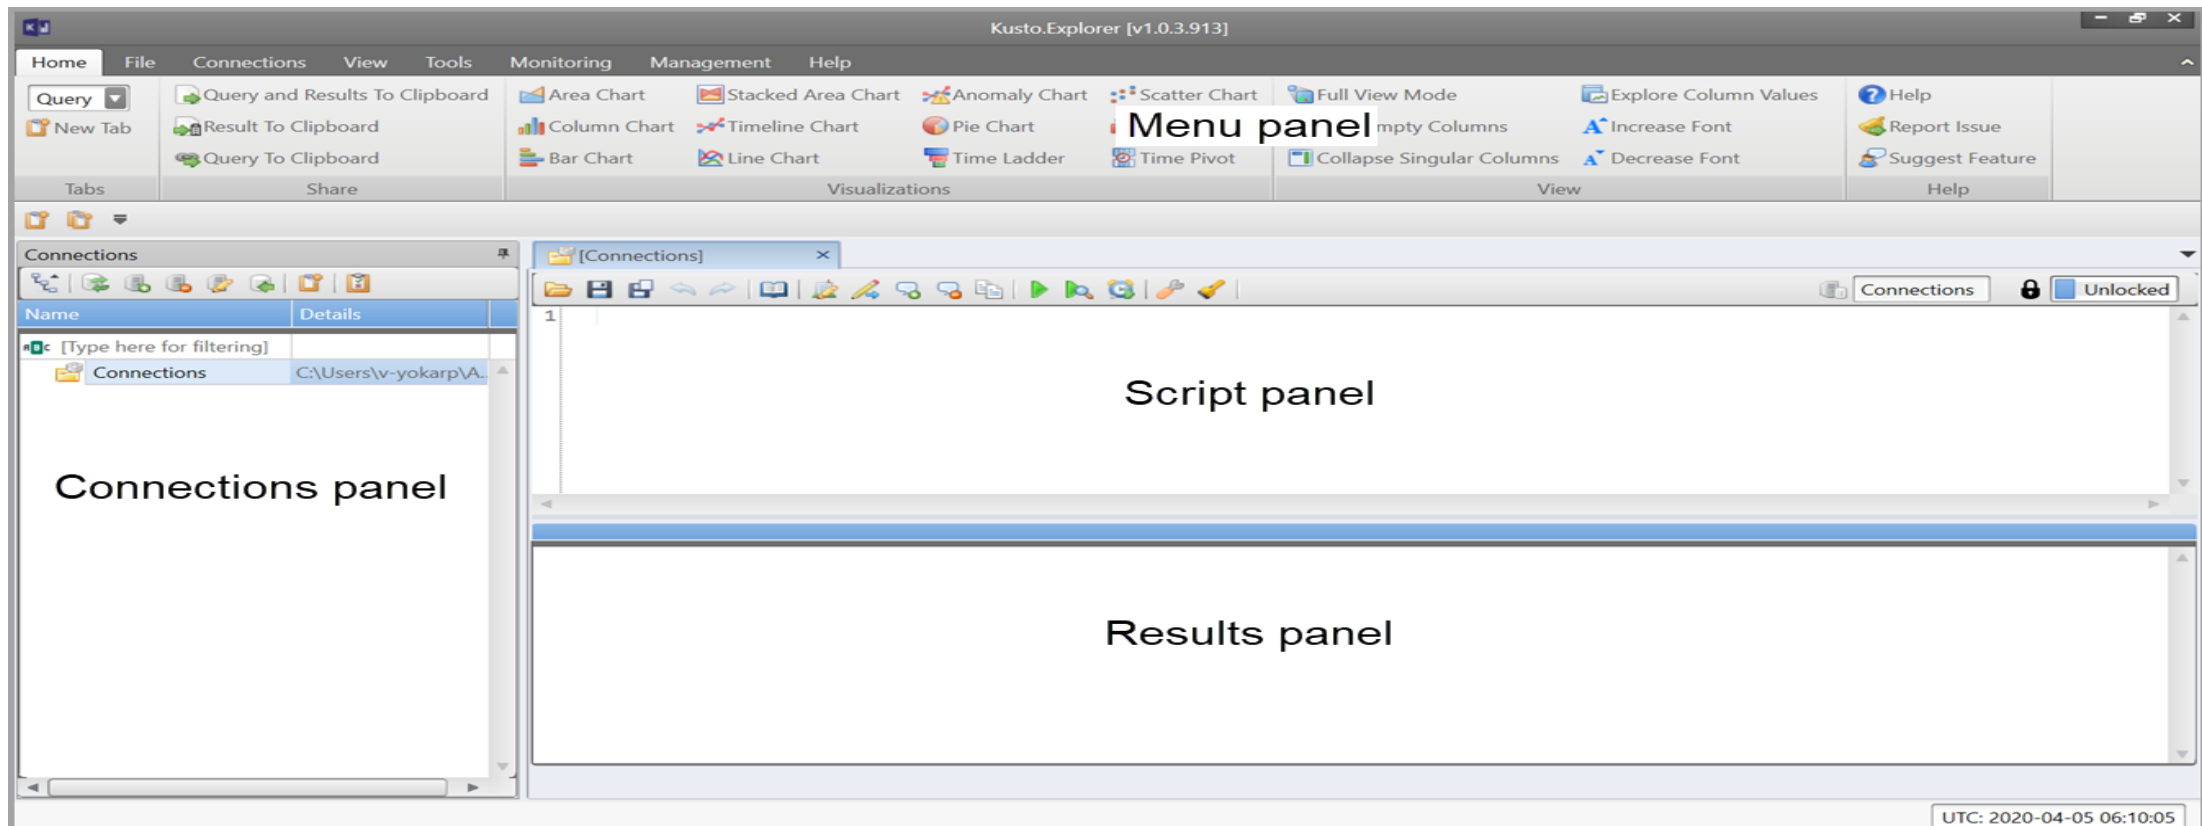 Kusto.Explorer [v1.0.3.913]
Home File Connections View Tools Monitoring Management Help
Query Query and Results To Clipboard Area Chart Stacked Area Chart Anomaly Chart Scatter Chart Full View Mode Explore Column Values Help
New Tab Result To Clipboard Column Chart Timeline Chart Pie Chart Menu panel mpty Columns Increase Font Report Issue
Query To Clipboard Bar Chart Line Chart Time Ladder Time Pivot Collapse Singular Columns Decrease Font Suggest Feature
Tabs Share Visualizations View Help
Connections [Connections]
Connections Unlocked
Name Details 1
[Type here for filtering]
Connections C:\Users\v-yokarp\A..
Script panel
Connections panel
Results panel
UTC: 2020-04-05 06:10:05